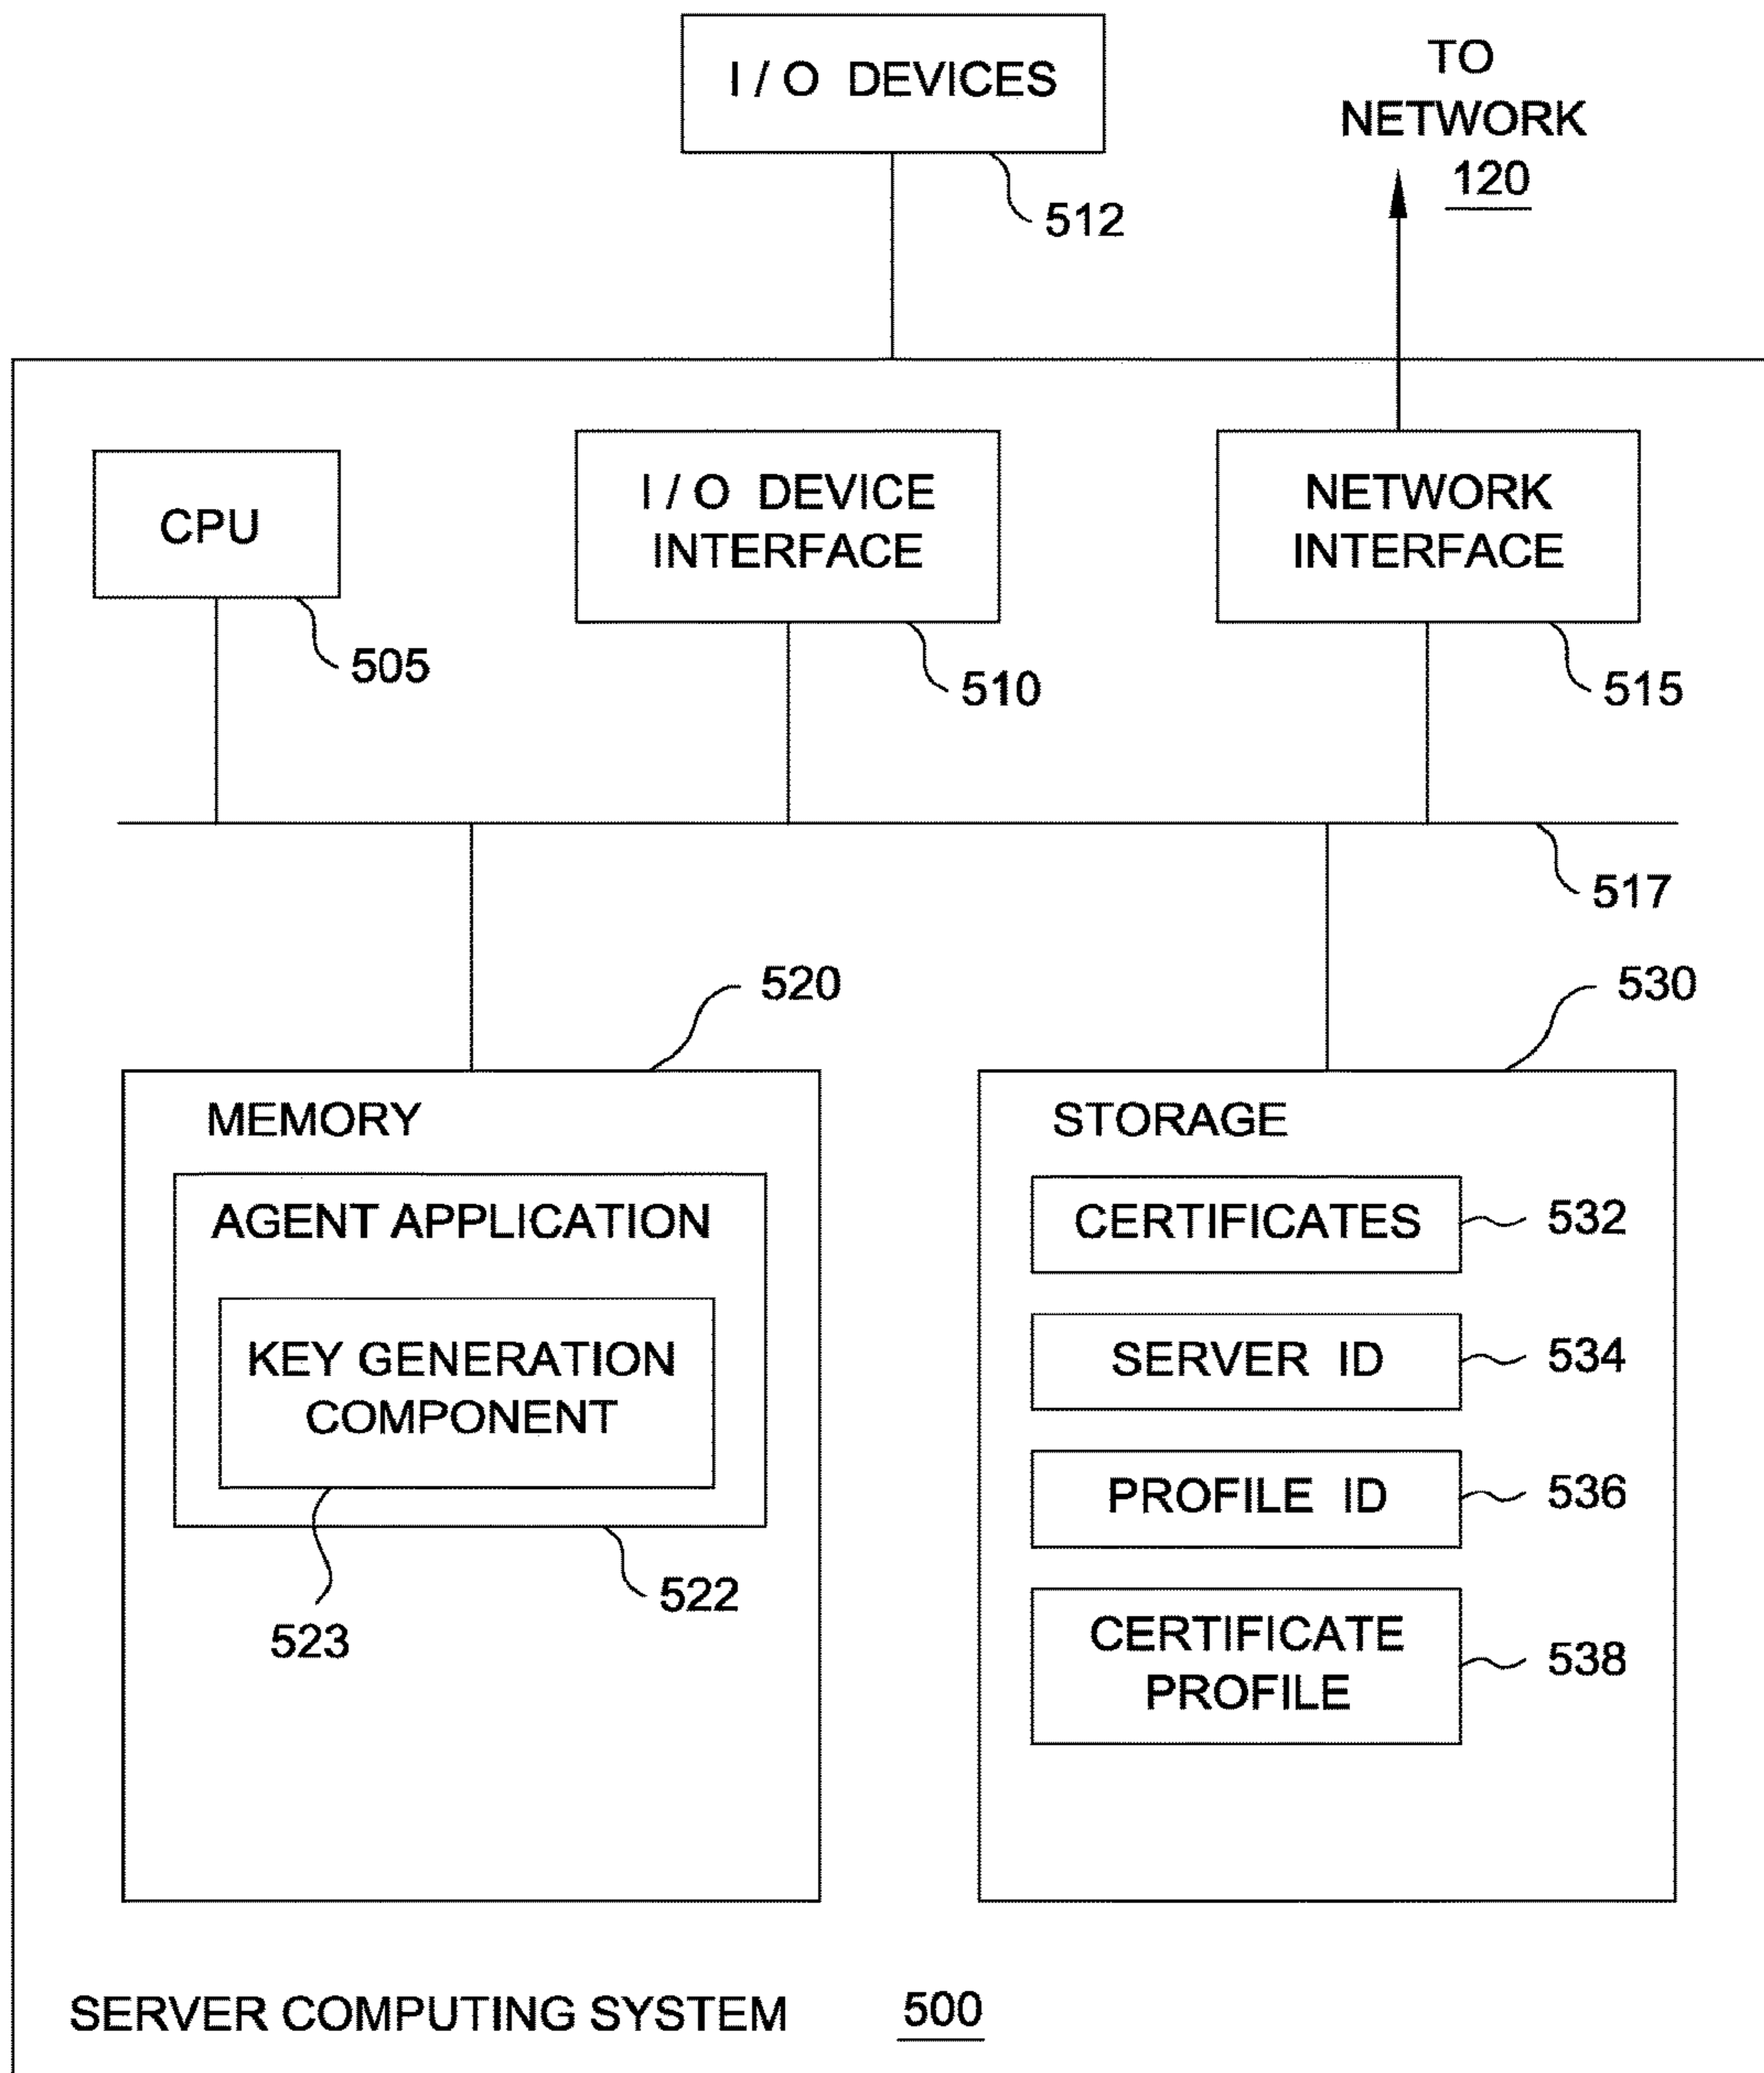 I / O DEVICES
TO
NETWORK
120
512
CPU
I / O DEVICE
INTERFACE
NETWORK
INTERFACE
505
510
515
517
520
530
MEMORY
AGENT APPLICATION
KEY GENERATION
COMPONENT
522
523
STORAGE
CERTIFICATES
532
SERVER ID
534
PROFILE ID
536
CERTIFICATE
PROFILE
538
SERVER COMPUTING SYSTEM 500